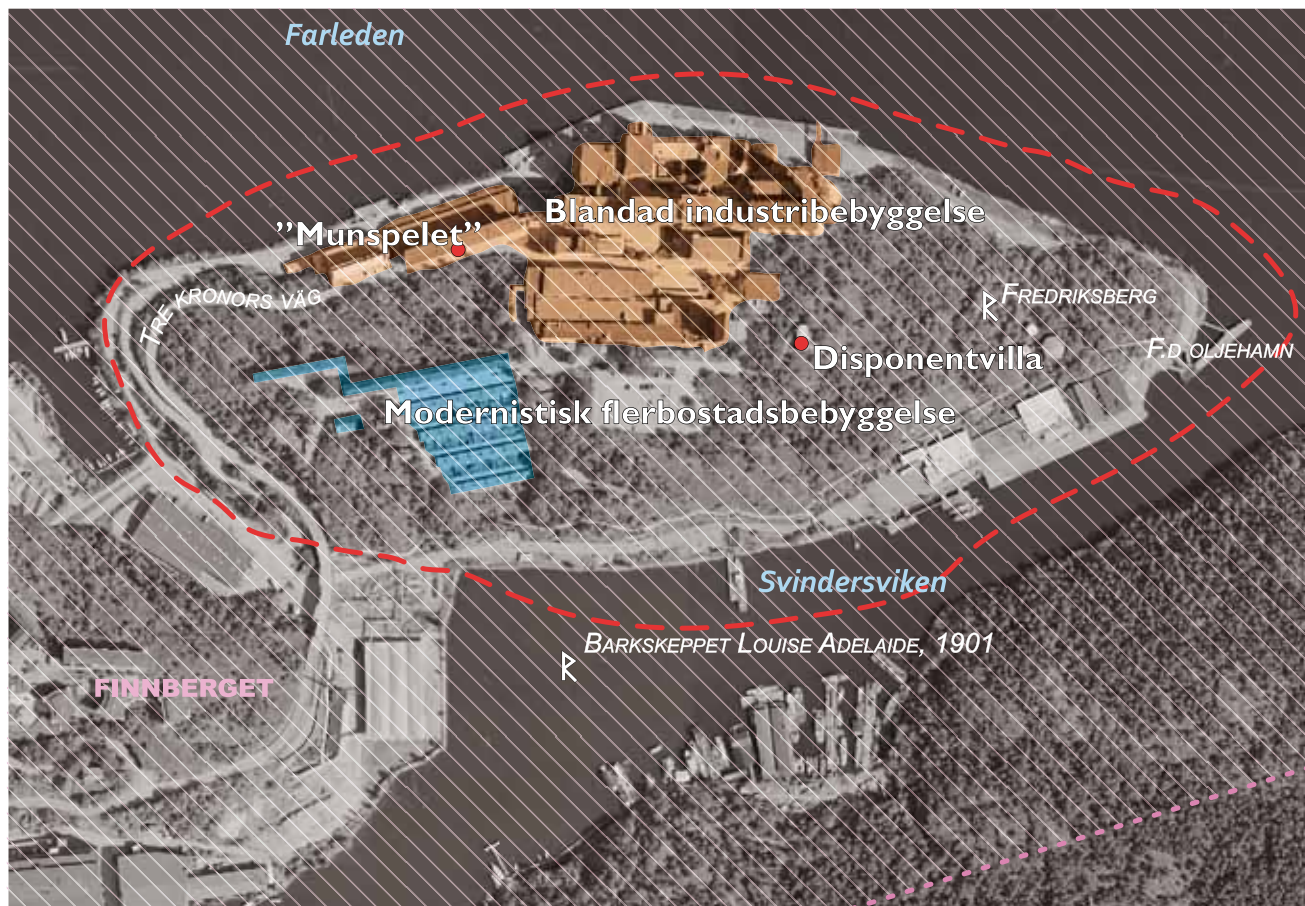 Farleden
Blandad industribebyggelse
”Munspelet”
Tre kronors väg
Fredriksberg
F.d oljehamn
Disponentvilla
Modernistisk flerbostadsbebyggelse
Svindersviken
Barkskeppet Louise Adelaide, 1901
FINNBERGET